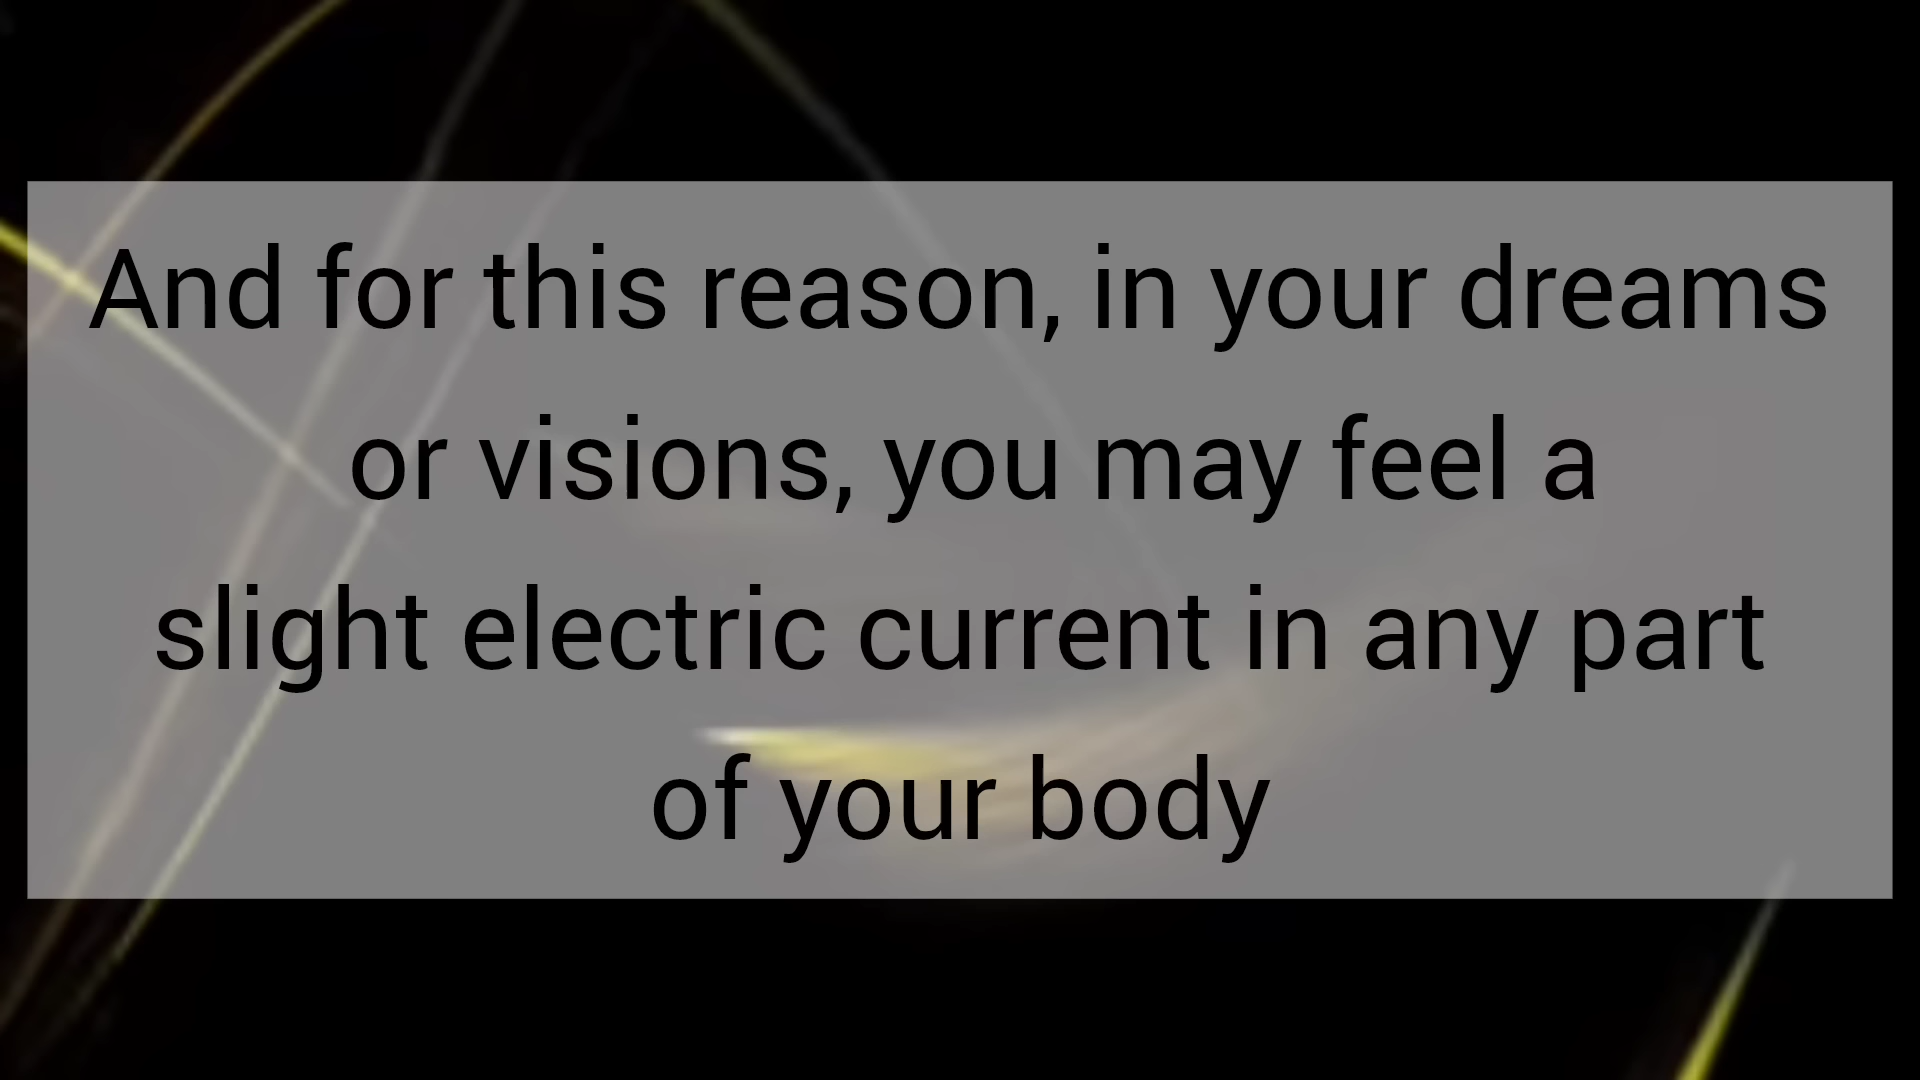 And for this reason, in your dreams
or visions, you may feel a
slight electric current in any part
of your body